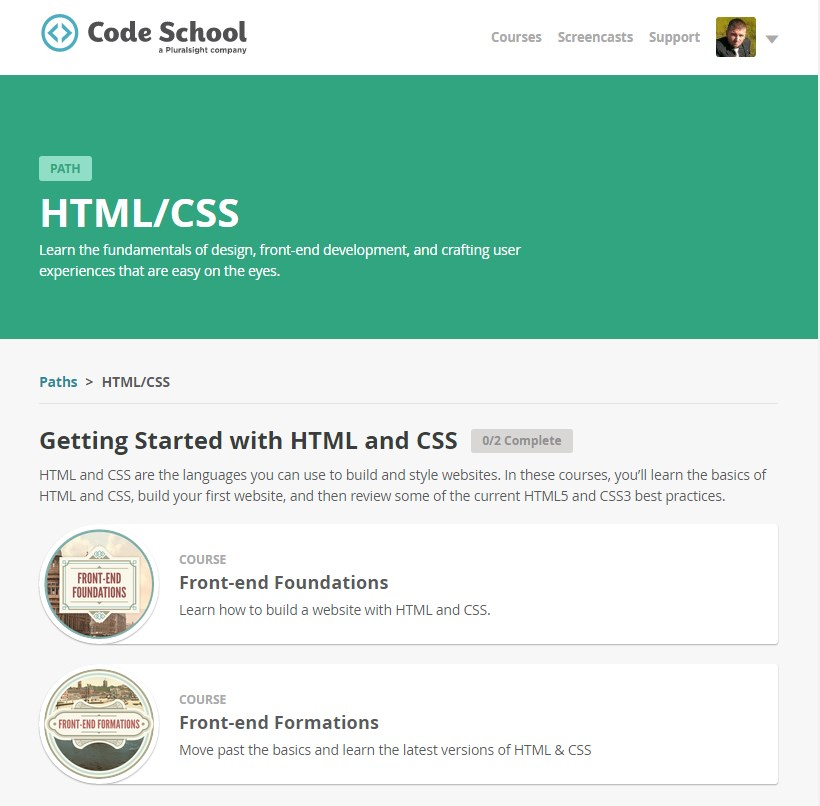 Code School
a Pluralsight company
Courses Screencasts Support
PATH
HTML/CSS
Learn the fundamentals of design, front-end development, and crafting user
experiences that are easy on the eyes.
Paths > HTML/CSS
Getting Started with HTML and CSS 0/2 Complete
HTML and CSS are the languages you can use to build and style websites. In these courses, you’ll learn the basics of
HTML and CSS, build your first website, and then review some of the current HTML5 and CSS3 best practices.
FRONT-END
FOUNDATIONS
COURSE
Front-end Foundations
Learn how to build a website with HTML and CSS.
FRONT-END FORMATIONS
COURSE
Front-end Formations
Move past the basics and learn the latest versions of HTML & CSS